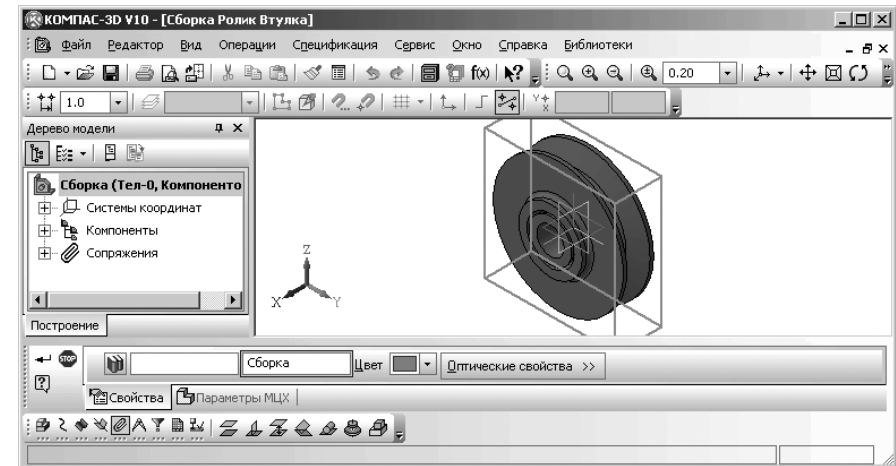 КОМПАС-3D V10 - [Сборка Ролик Втулка]
Файл Редактор Вид Операции Спецификация Сервис Окно Справка Библиотеки
f(x) 0.20
1.0
Дерево модели
Сборка (Тел-0, Компоненто
Системы координат
Компоненты
Сопряжения
Z
X Y
Построение
STOP Сборка Цвет Оптические свойства >>
Свойства Параметры МЦХ